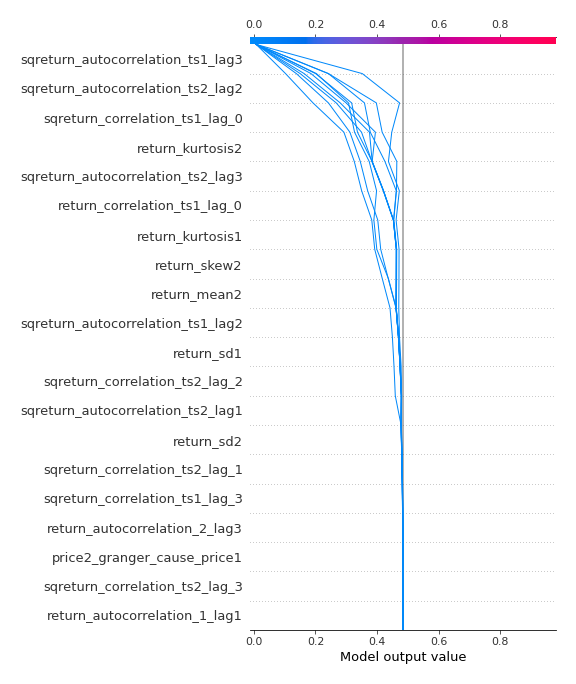 0.0 0.2 0.4 0.6 0.8
sqreturn_autocorrelation_ts1_lag3
sqreturn_autocorrelation_ts2_lag2
sqreturn_correlation_ts1_lag_0
return_kurtosis2
sqreturn_autocorrelation_ts2_lag3
return_correlation_ts1_lag_0
return_kurtosis1
return_skew2
return_mean2
sqreturn_autocorrelation_ts1_lag2
return_sd1
sqreturn_correlation_ts2_lag_2
sqreturn_autocorrelation_ts2_lag1
return_sd2
sqreturn_correlation_ts2_lag_1
sqreturn_correlation_ts1_lag_3
return_autocorrelation_2_lag3
price2_granger_cause_price1
sqreturn_correlation_ts2_lag_3
return_autocorrelation_1_lag1
0.0 0.2 0.4 0.6 0.8
Model output value